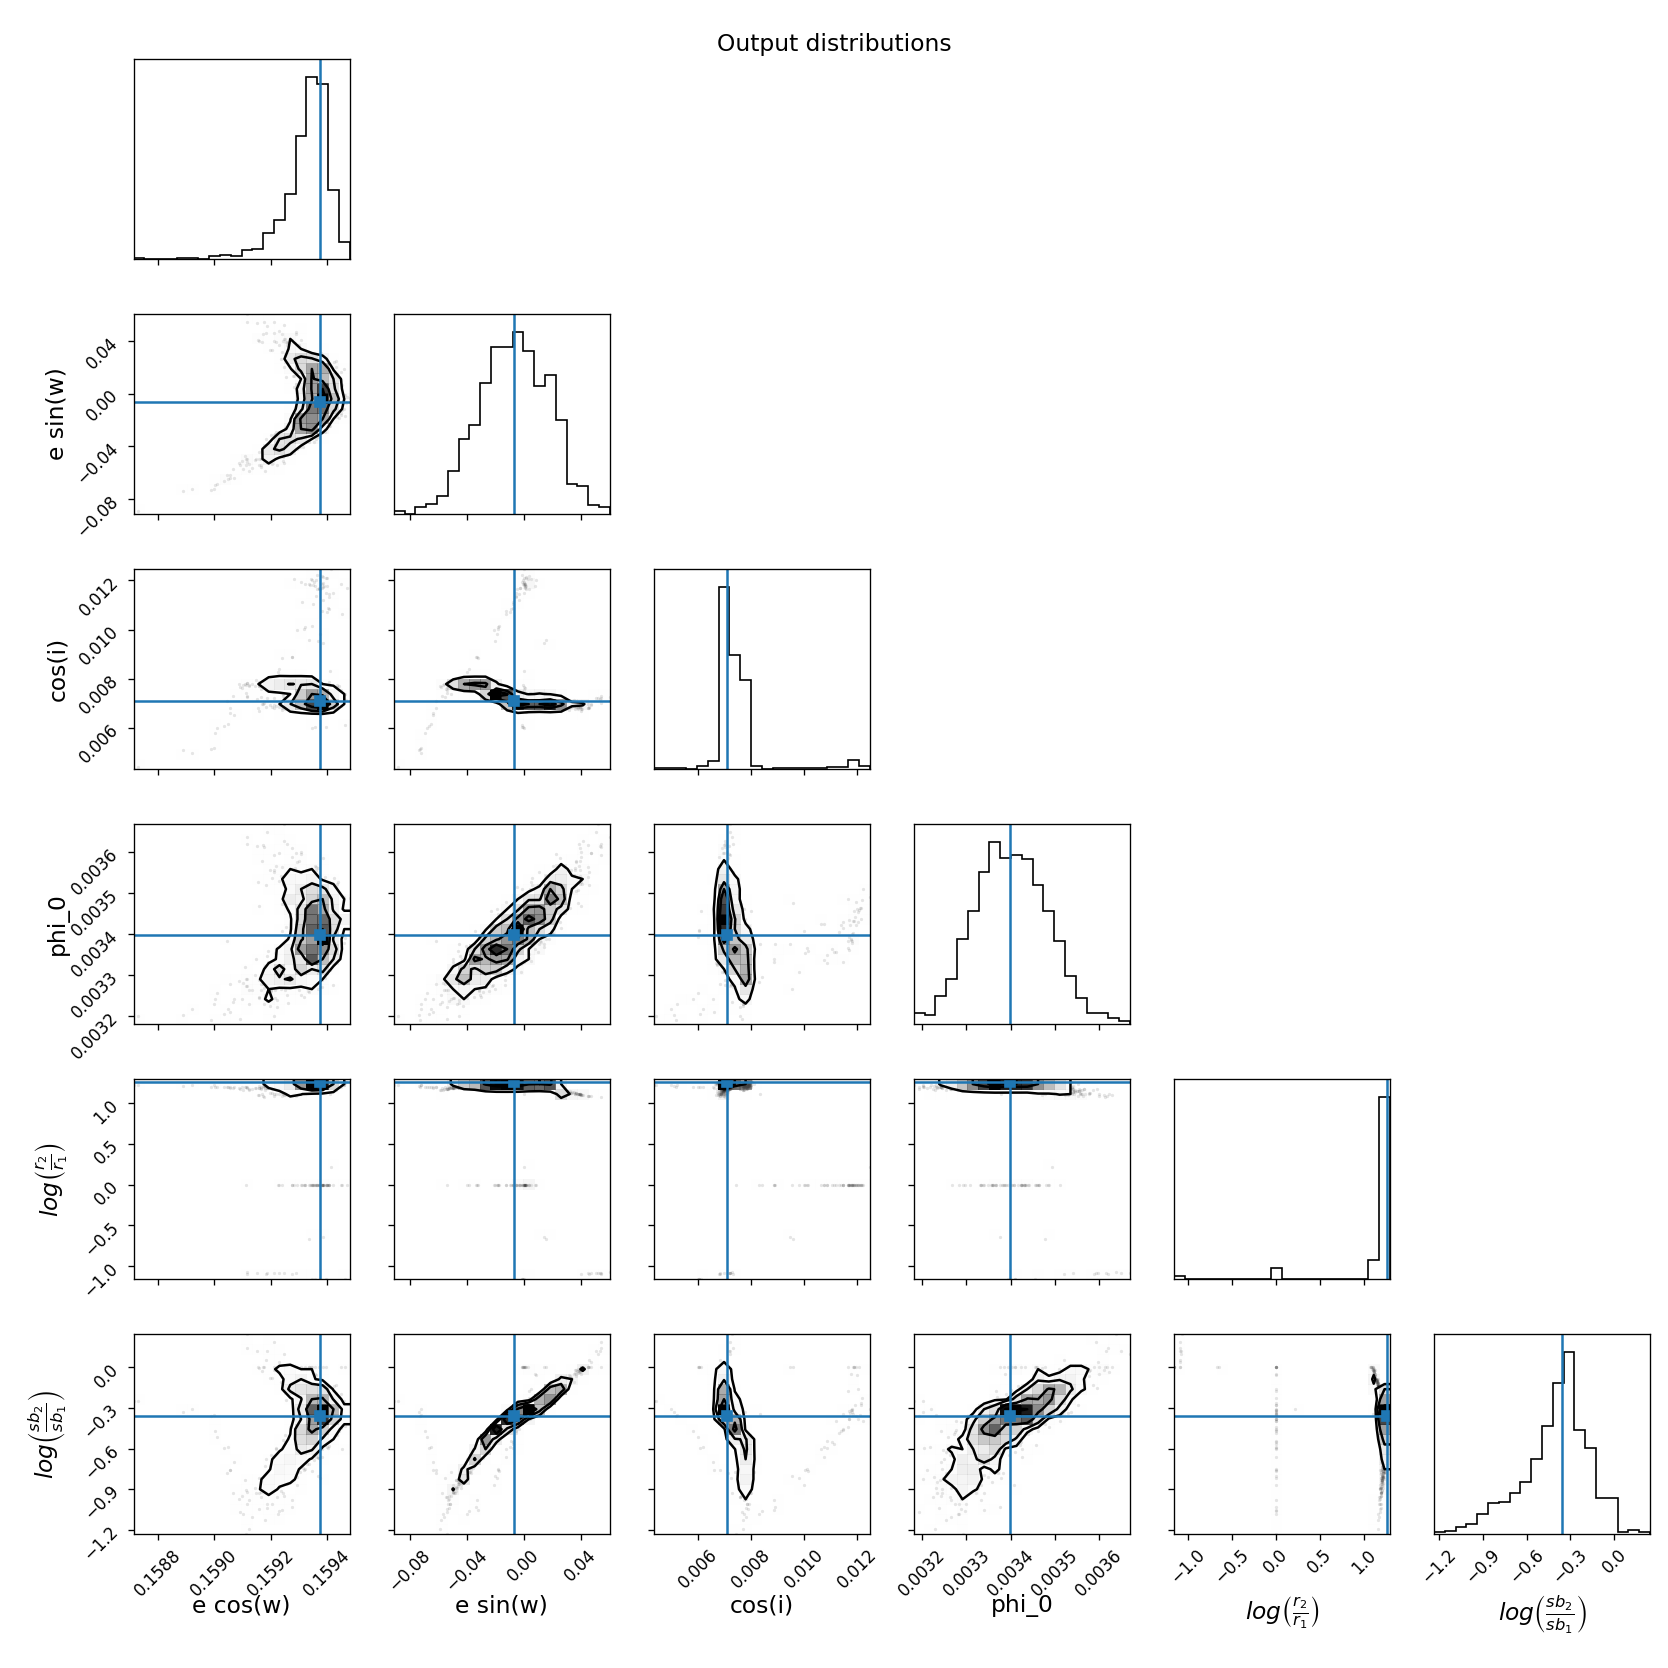 Output distributions
e sin(w)
0.04
0.00
−0.04
−0.08
cos(i)
0.012
0.010
0.008
0.006
phi_0
0.0036
0.0035
0.0034
0.0033
0.0032
log(r₂/r₁)
1.0
0.5
0.0
−0.5
−1.0
log(sb₂/sb₁)
0.0
−0.3
−0.6
−0.9
−1.2
0.1588 0.1590 0.1592 0.1594 −0.08 −0.04 0.00 0.04 0.006 0.008 0.010 0.012 0.0032 0.0033 0.0034 0.0035 0.0036 −1.0 −0.5 0.0 0.5 1.0 −1.2 −0.9 −0.6 −0.3 0.0
e cos(w) e sin(w) cos(i) phi_0 log(r₂/r₁) log(sb₂/sb₁)